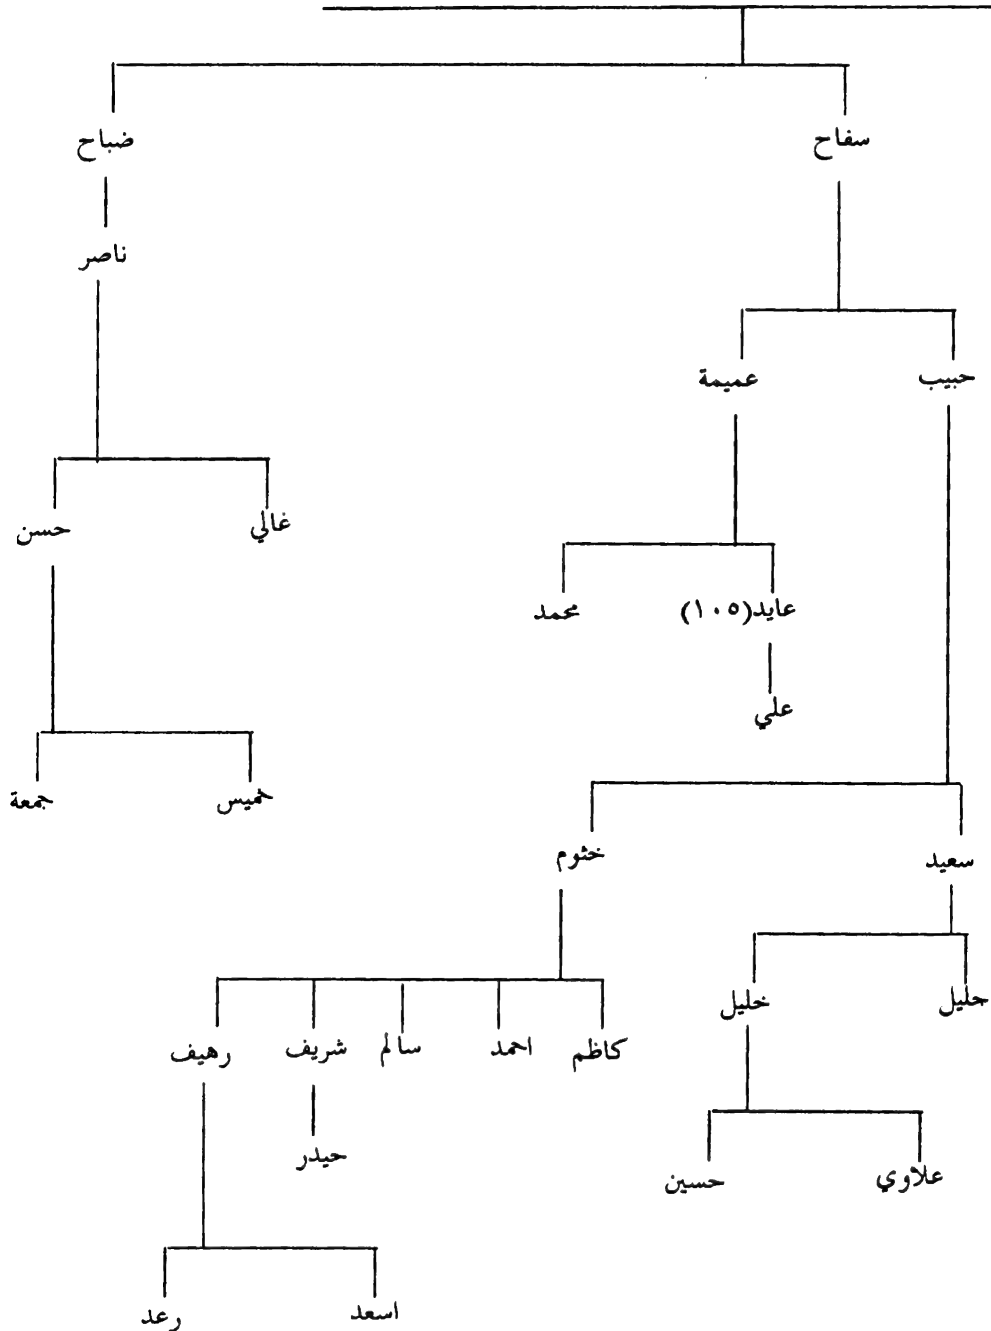 سفاح ضباح
ناصر
حبيب عميمة
غالي حسن
عايد(١٠٥) محمد
علي
خميس جمعة
سعيد خثوم
حليل خليل
كاظم احمد سالم شريف رهيف
حيدر
علاوي حسين
اسعد رعد